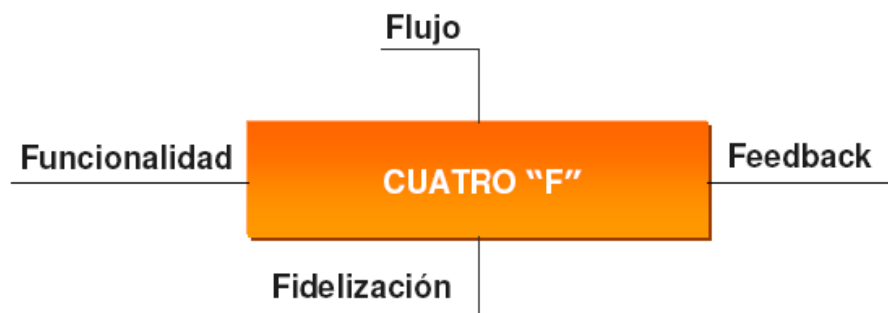 Flujo
Funcionalidad
CUATRO “F”
Feedback
Fidelización